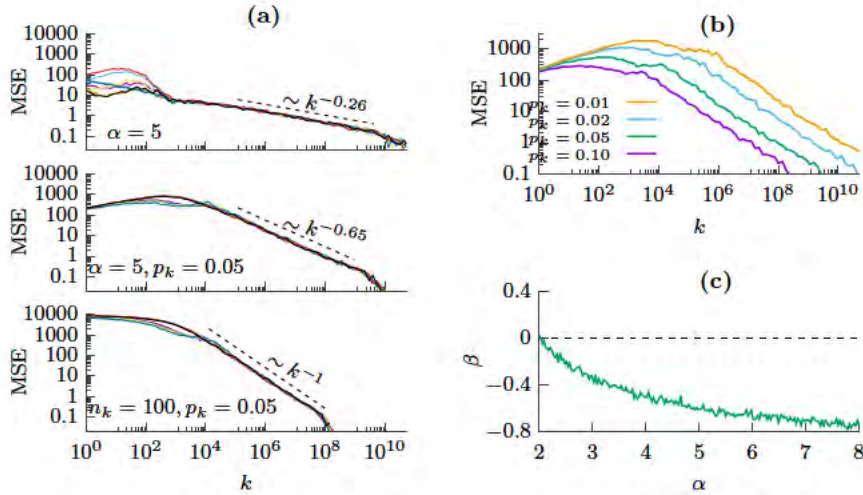 (a)
MSE
10000
1000
100
10
1
0.1
∼ k^−0.26
α = 5
MSE
10000
1000
100
10
1
0.1
∼ k^−0.65
α = 5, p_k = 0.05
MSE
10000
1000
100
10
1
0.1
∼ k^−1
n_k = 100, p_k = 0.05
10^0 10^2 10^4 10^6 10^8 10^10
k
(b)
MSE
1000
100
10
1
0.1
p_k = 0.01
p_k = 0.02
p_k = 0.05
p_k = 0.10
10^0 10^2 10^4 10^6 10^8 10^10
k
(c)
β
0.4
0
−0.4
−0.8
2 3 4 5 6 7 8
α